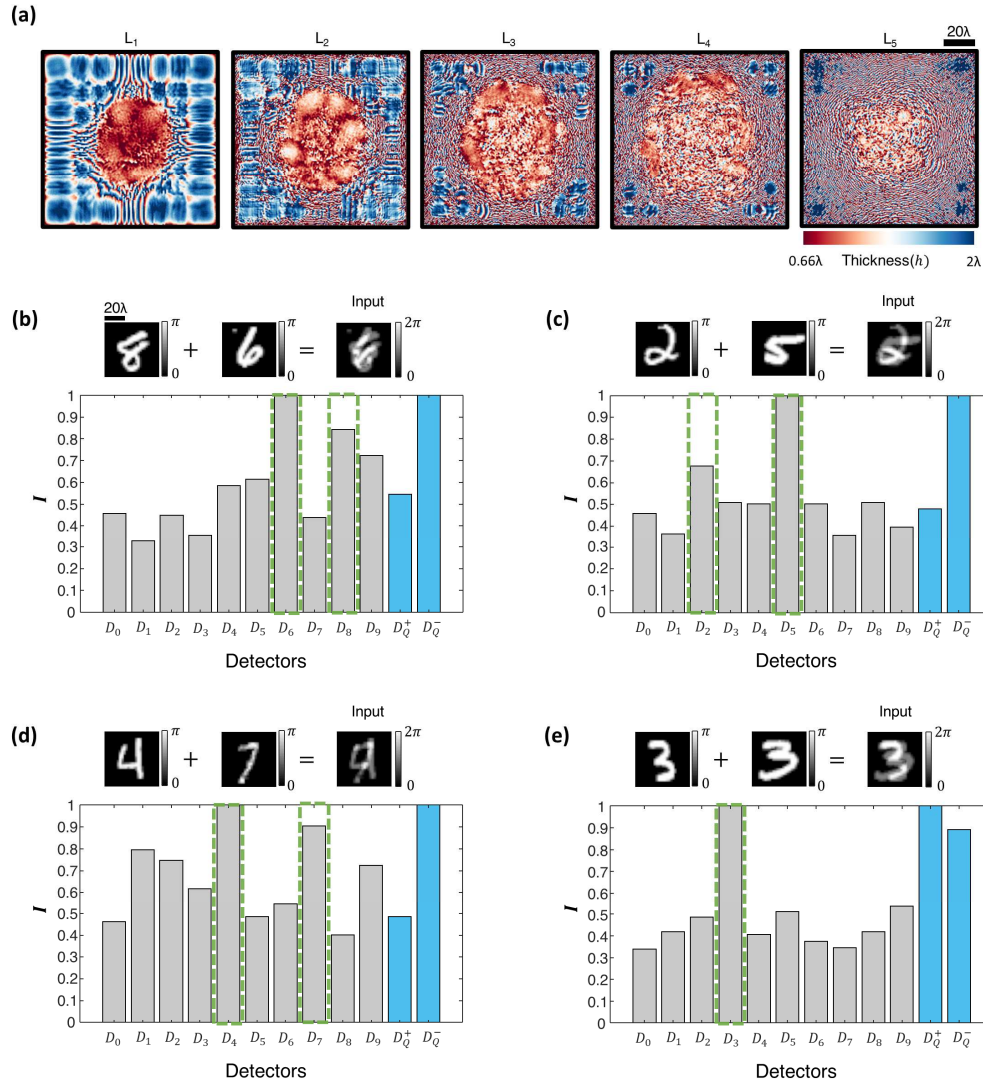 (a)
L₁ L₂ L₃ L₄ L₅ 20λ
0.66λ Thickness(h) 2λ
(b)
20λ
Input
π 0 + π 0 = 2π 0
1
0.9
0.8
0.7
0.6
0.5
0.4
0.3
0.2
0.1
0
I
D₀ D₁ D₂ D₃ D₄ D₅ D₆ D₇ D₈ D₉ D_Q⁺ D_Q⁻
Detectors
(c)
Input
π 0 + π 0 = 2π 0
1
0.9
0.8
0.7
0.6
0.5
0.4
0.3
0.2
0.1
0
I
D₀ D₁ D₂ D₃ D₄ D₅ D₆ D₇ D₈ D₉ D_Q⁺ D_Q⁻
Detectors
(d)
Input
π 0 + π 0 = 2π 0
1
0.9
0.8
0.7
0.6
0.5
0.4
0.3
0.2
0.1
0
I
D₀ D₁ D₂ D₃ D₄ D₅ D₆ D₇ D₈ D₉ D_Q⁺ D_Q⁻
Detectors
(e)
Input
π 0 + π 0 = 2π 0
1
0.9
0.8
0.7
0.6
0.5
0.4
0.3
0.2
0.1
0
I
D₀ D₁ D₂ D₃ D₄ D₅ D₆ D₇ D₈ D₉ D_Q⁺ D_Q⁻
Detectors